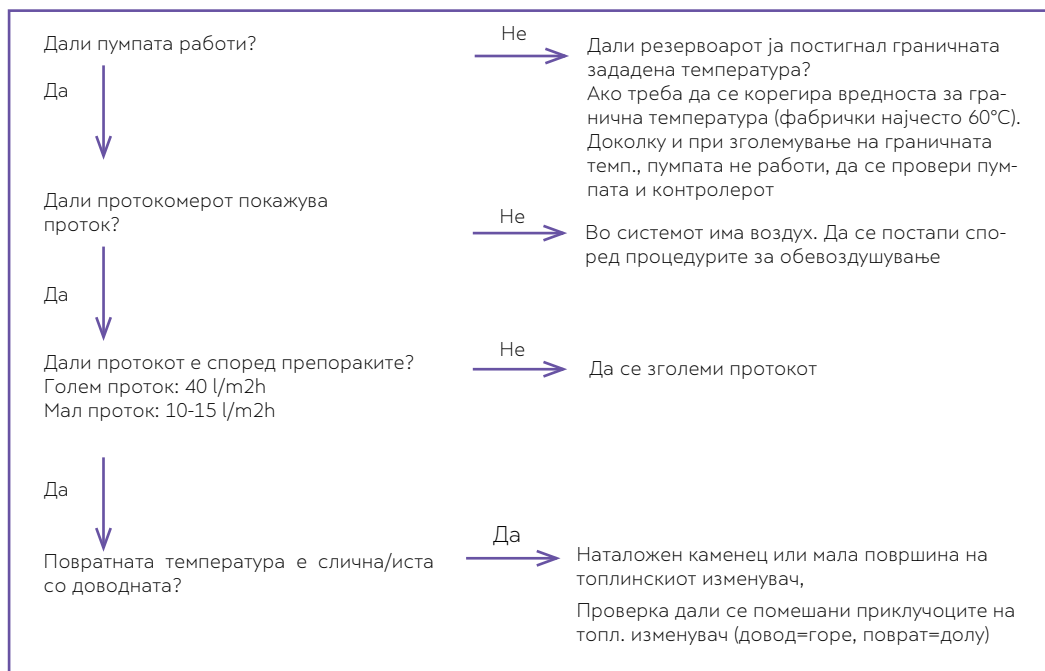 Дали пумпата работи?
Не
Дали резервоарот ја постигнал граничната
зададена температура?
Ако треба да се корегира вредноста за гра-
нична температура (фабрички најчесто 60°C).
Доколку и при зголемување на граничната
темп., пумпата не работи, да се провери пум-
пата и контролерот
Да
Дали протокомерот покажува
проток?
Не
Во системот има воздух. Да се постапи спо-
ред процедурите за обевоздушување
Да
Дали протокот е според препораките?
Голем проток: 40 l/m2h
Мал проток: 10-15 l/m2h
Не
Да се зголеми протокот
Да
Повратната температура е слична/иста
со доводната?
Да
Наталожен каменец или мала површина на
топлинскиот изменувач,
Проверка дали се помешани приклучоците на
топл. изменувач (довод=горе, поврат=долу)